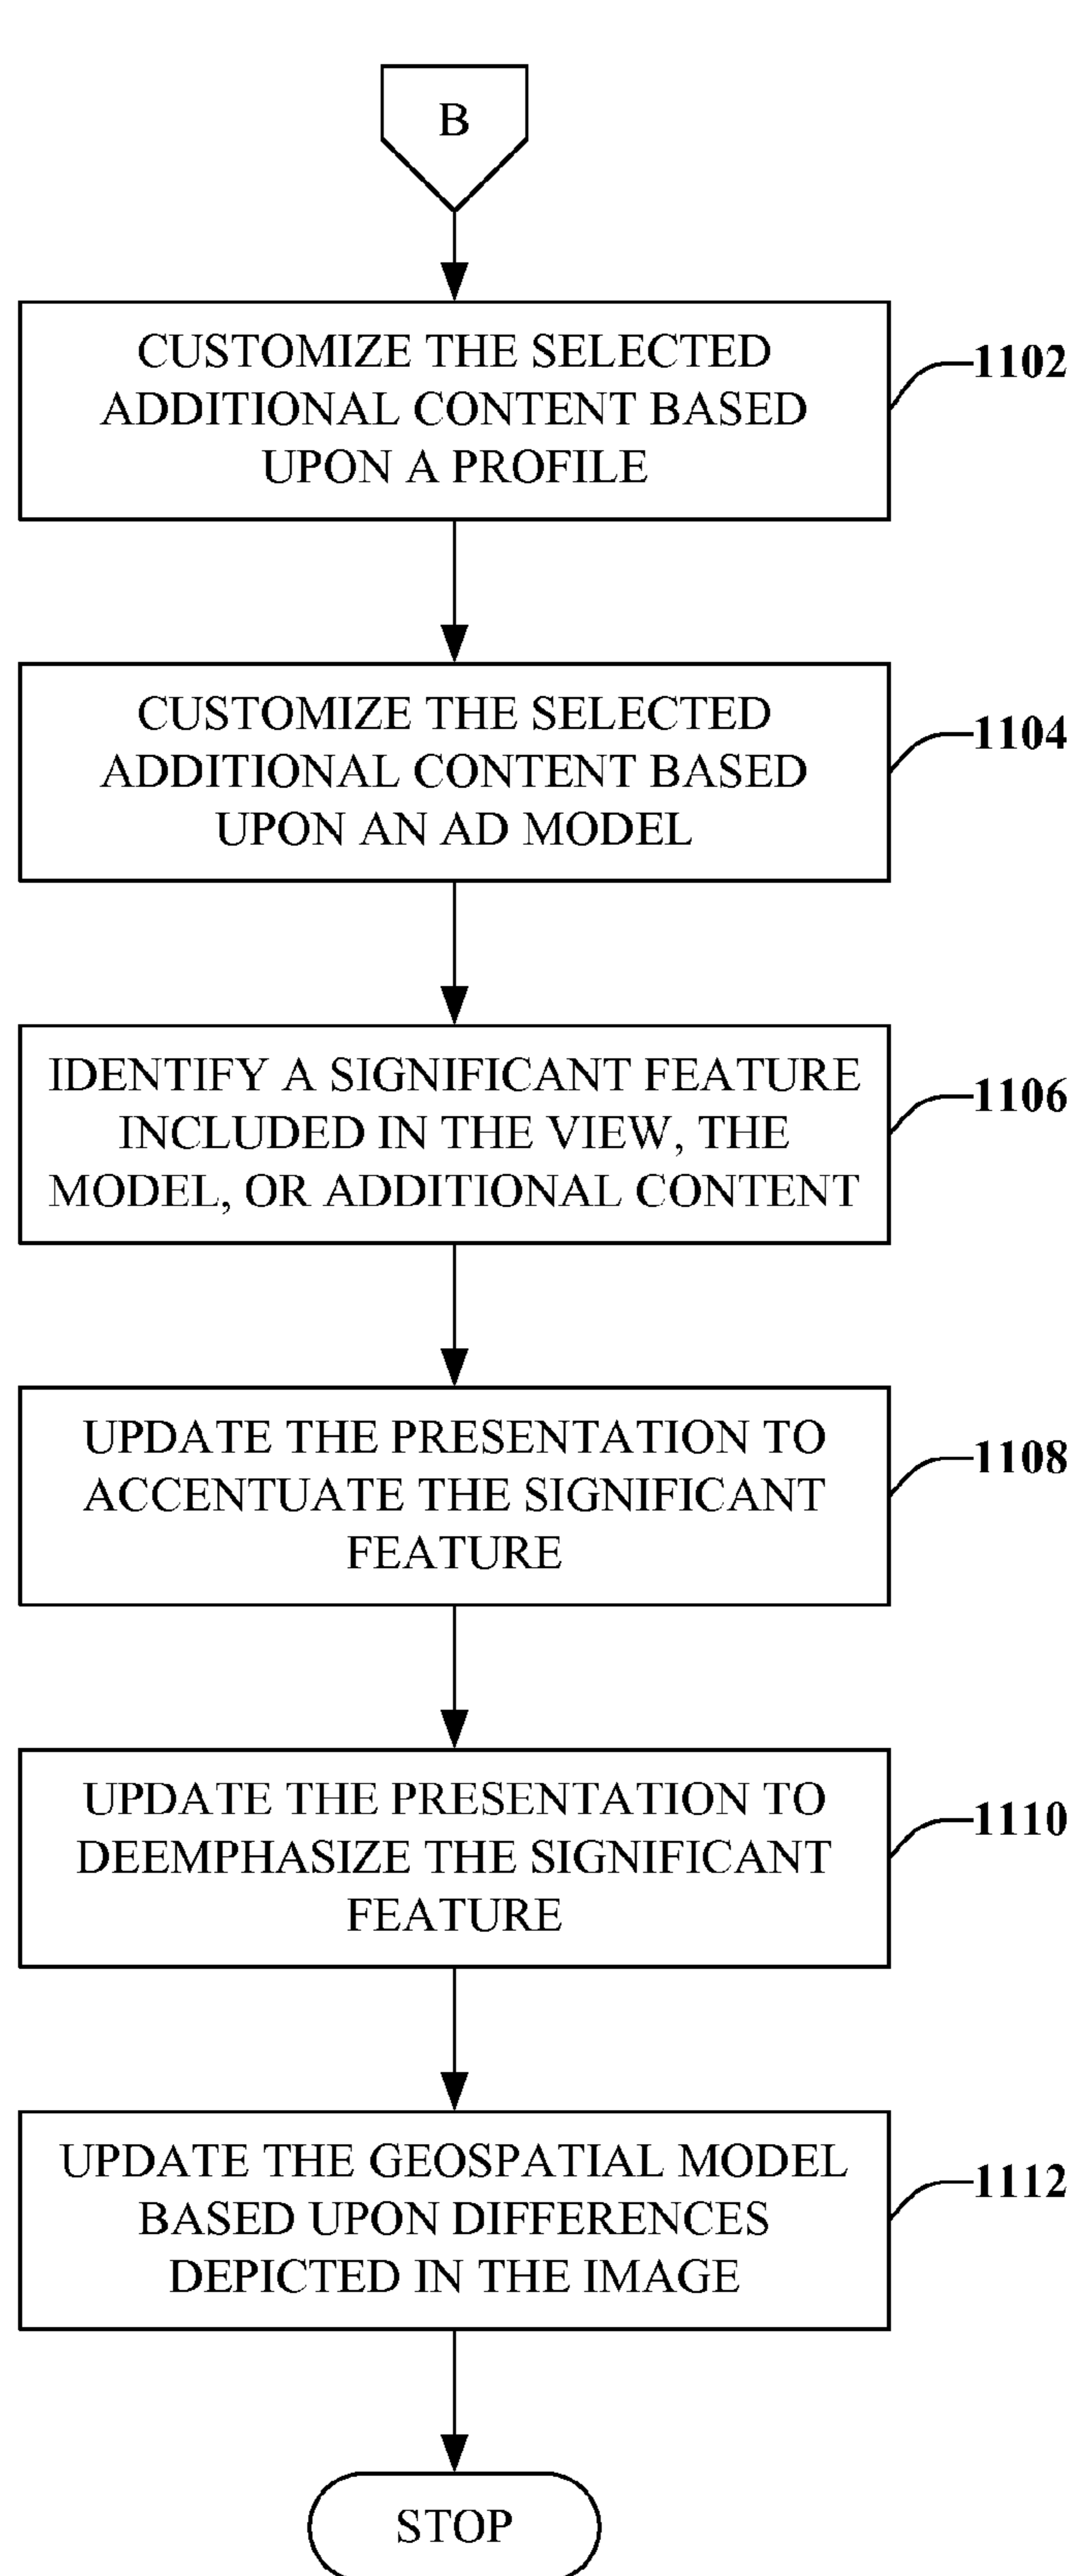 B
CUSTOMIZE THE SELECTED
ADDITIONAL CONTENT BASED
UPON A PROFILE
1102
CUSTOMIZE THE SELECTED
ADDITIONAL CONTENT BASED
UPON AN AD MODEL
1104
IDENTIFY A SIGNIFICANT FEATURE
INCLUDED IN THE VIEW, THE
MODEL, OR ADDITIONAL CONTENT
1106
UPDATE THE PRESENTATION TO
ACCENTUATE THE SIGNIFICANT
FEATURE
1108
UPDATE THE PRESENTATION TO
DEEMPHASIZE THE SIGNIFICANT
FEATURE
1110
UPDATE THE GEOSPATIAL MODEL
BASED UPON DIFFERENCES
DEPICTED IN THE IMAGE
1112
STOP